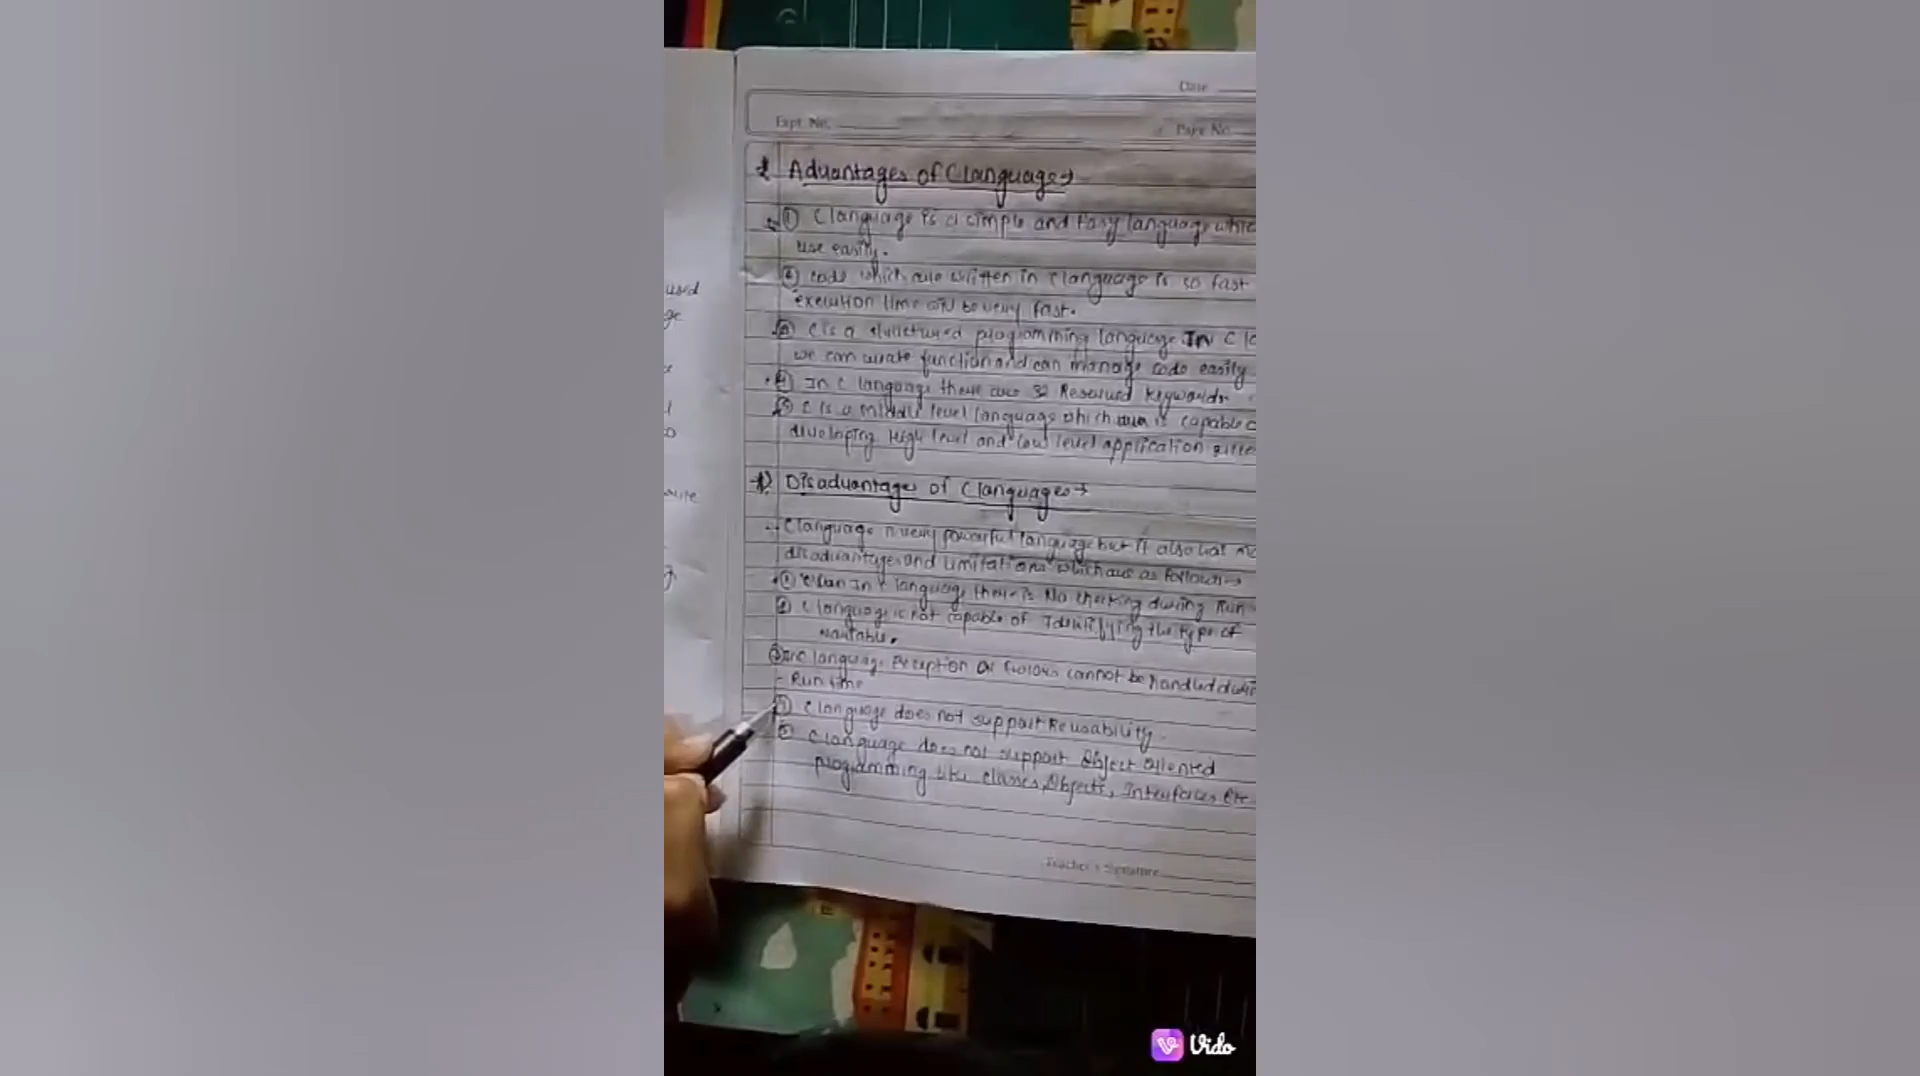 Date
Expt. No.
Page No.
Advantages of C language →
① C language is a simple and Easy language which
use easily.
② code which are written in C language is so fast
execution time will be very fast.
③ C is a structured programming language. In C
we can create function and can manage code easily.
④ In C language there are 32 Reserved keywords.
⑤ C is a middle level language which is capable
developing High level and low level application
Disadvantages of C languages →
→ C language is very powerful language but it also has
disadvantages and limitations which are as follows →
① In C language there is No checking during Run
② C language is not capable of Identifying the type of
variable.
③ language Exception or Errors cannot be handled
- Run time
④ C language does not support Reusability.
⑤ C language does not support Object oriented
programming like classes, Objects, Interfaces, Etc.
Teacher's Signature
used
ge
Vido